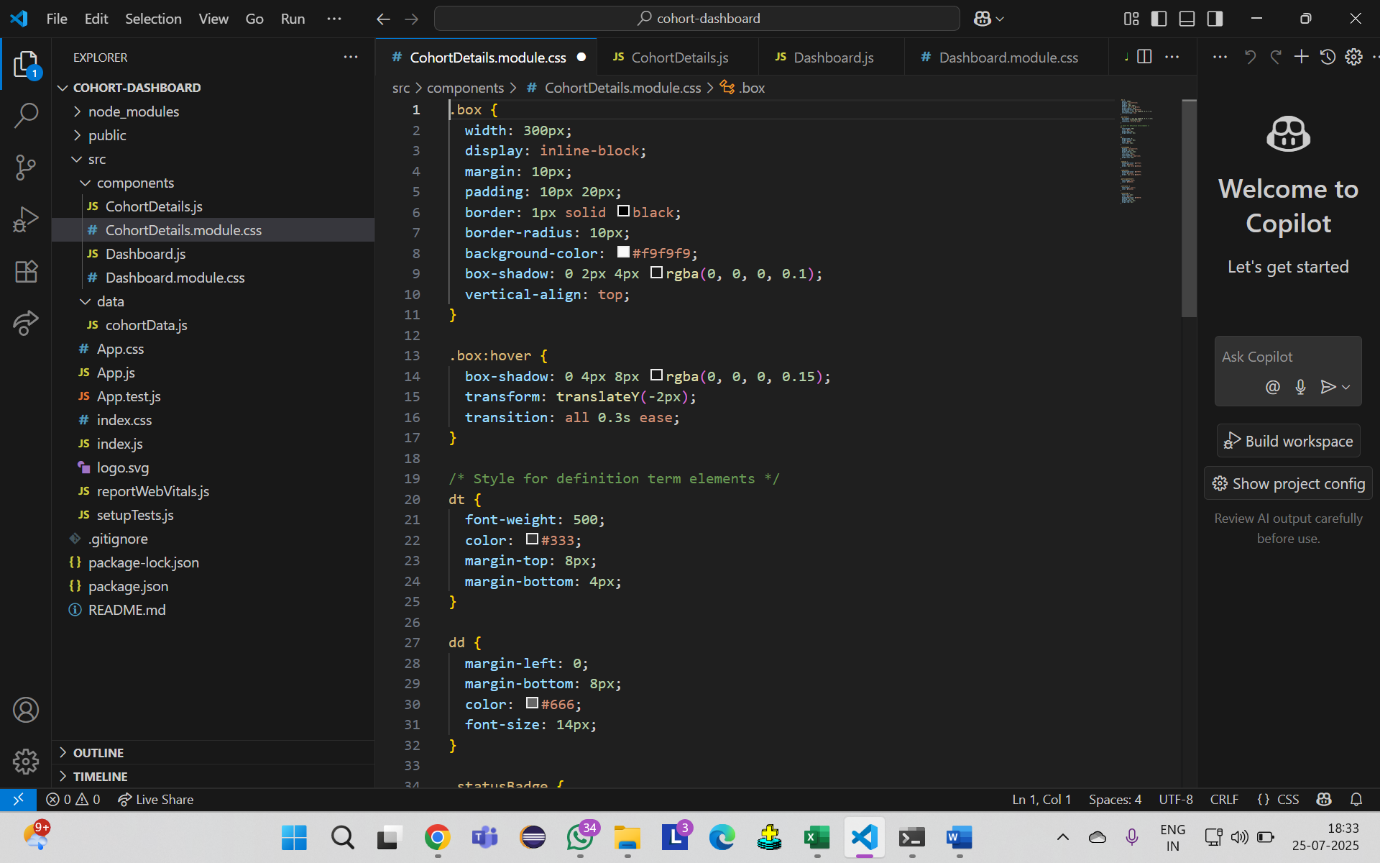 File Edit Selection View Go Run ··· cohort-dashboard
EXPLORER
1
COHORT-DASHBOARD
node_modules
public
src
components
JS CohortDetails.js
# CohortDetails.module.css
JS Dashboard.js
# Dashboard.module.css
data
JS cohortData.js
# App.css
JS App.js
JS App.test.js
# index.css
JS index.js
logo.svg
JS reportWebVitals.js
JS setupTests.js
.gitignore
{} package-lock.json
{} package.json
README.md
OUTLINE
TIMELINE
# CohortDetails.module.css JS CohortDetails.js JS Dashboard.js # Dashboard.module.css
src > components > # CohortDetails.module.css > .box
1 .box {
2 width: 300px;
3 display: inline-block;
4 margin: 10px;
5 padding: 10px 20px;
6 border: 1px solid black;
7 border-radius: 10px;
8 background-color: #f9f9f9;
9 box-shadow: 0 2px 4px rgba(0, 0, 0, 0.1);
10 vertical-align: top;
11 }
12
13 .box:hover {
14 box-shadow: 0 4px 8px rgba(0, 0, 0, 0.15);
15 transform: translateY(-2px);
16 transition: all 0.3s ease;
17 }
18
19 /* Style for definition term elements */
20 dt {
21 font-weight: 500;
22 color: #333;
23 margin-top: 8px;
24 margin-bottom: 4px;
25 }
26
27 dd {
28 margin-left: 0;
29 margin-bottom: 8px;
30 color: #666;
31 font-size: 14px;
32 }
33
34 .statusBadge {
Welcome to
Copilot
Let's get started
Ask Copilot
@
Build workspace
Show project config
Review AI output carefully
before use.
0 0 Live Share Ln 1, Col 1 Spaces: 4 UTF-8 CRLF {} CSS
9+ 34 L 3 ENG 18:33
IN 25-07-2025